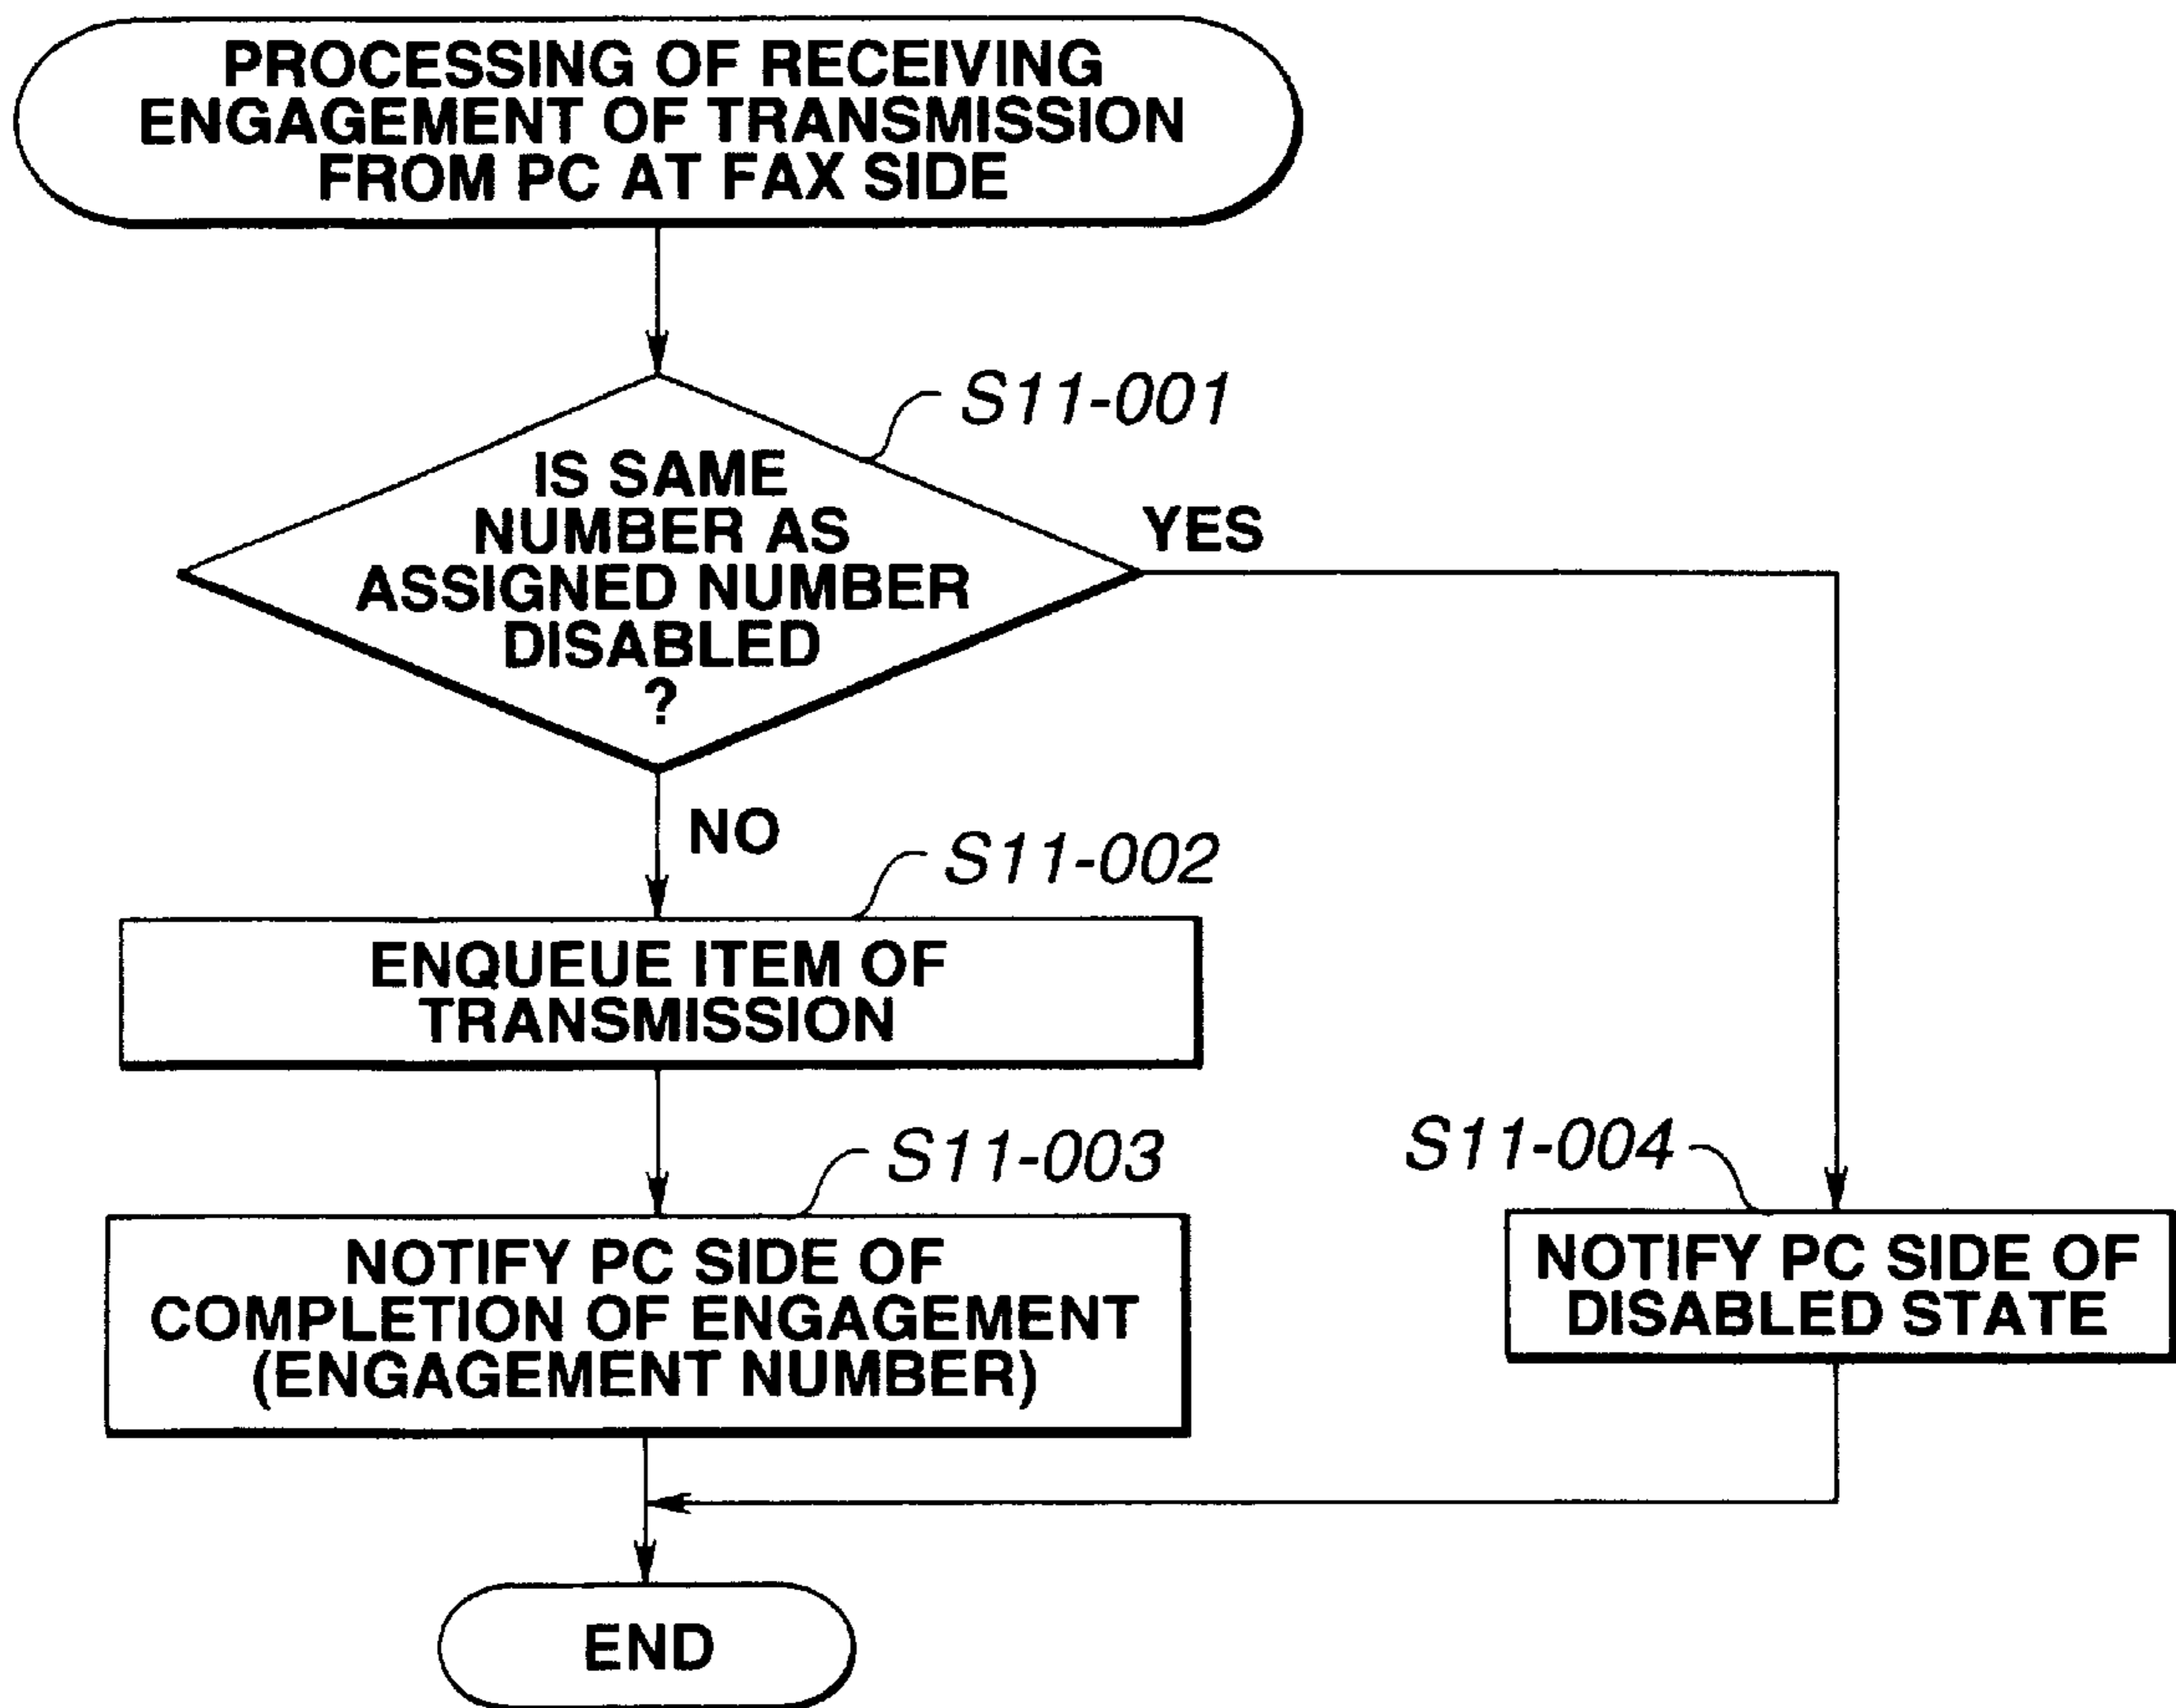 PROCESSING OF RECEIVING
ENGAGEMENT OF TRANSMISSION
FROM PC AT FAX SIDE
S11-001
IS SAME
NUMBER AS
ASSIGNED NUMBER
DISABLED
?
YES
NO
S11-002
ENQUEUE ITEM OF
TRANSMISSION
S11-003
NOTIFY PC SIDE OF
COMPLETION OF ENGAGEMENT
(ENGAGEMENT NUMBER)
S11-004
NOTIFY PC SIDE OF
DISABLED STATE
END